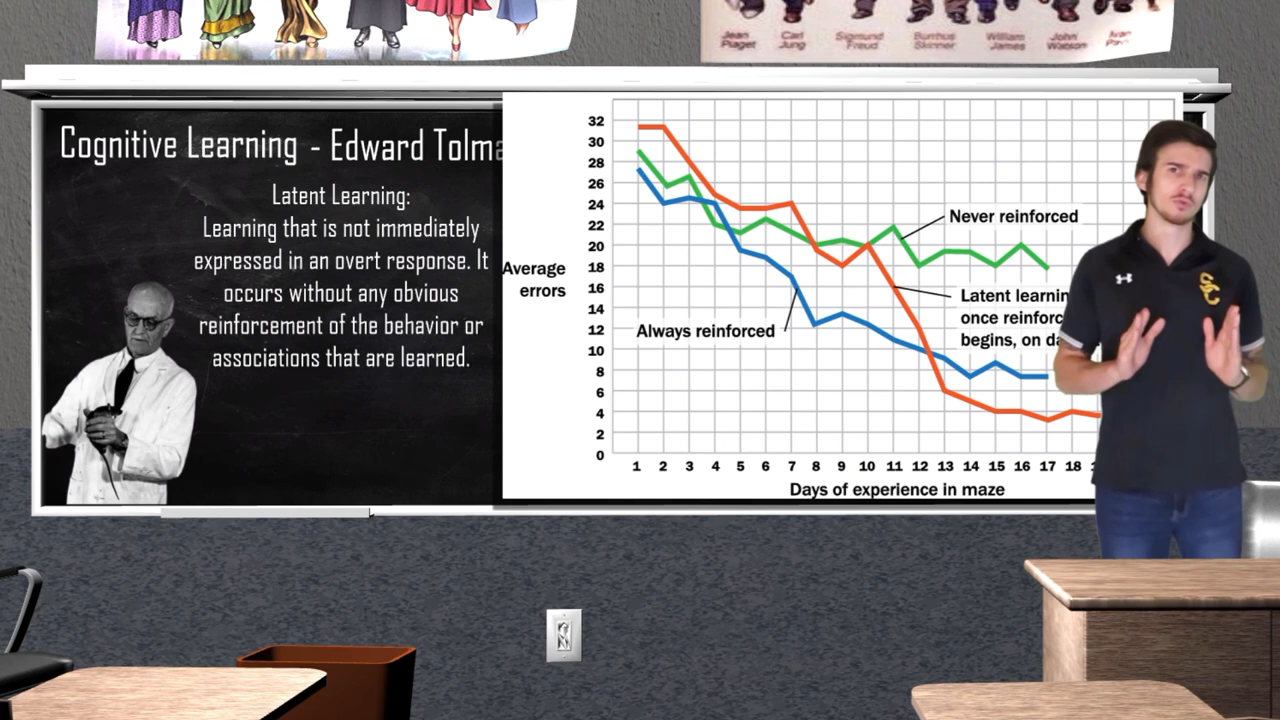 Jean Carl Sigmund Burrhus William John Ivan
Piaget Jung Freud Skinner James Watson
Cognitive Learning - Edward Tolma
Latent Learning:
Learning that is not immediately
expressed in an overt response. It
occurs without any obvious
reinforcement of the behavior or
associations that are learned.
32
30
28
26
24
22
20
18
16
14
12
10
8
6
4
2
0
Average
errors
Never reinforced
Latent learnin
once reinforc
begins, on da
Always reinforced
1 2 3 4 5 6 7 8 9 10 11 12 13 14 15 16 17 18
Days of experience in maze
SC